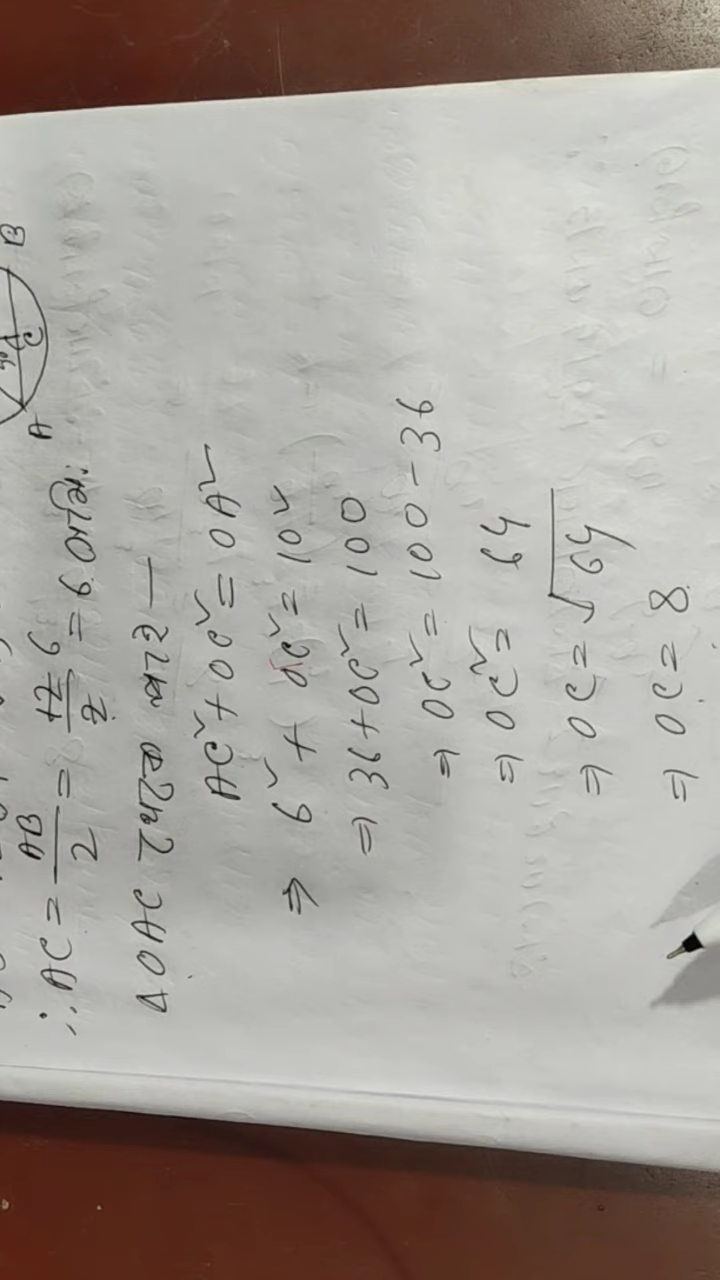 A C B
∴ AC = AB/2 = 12/2 6 = 6
ΔOAC
AC² + OC² = OA²
⇒ 6² + OC² = 10²
⇒ 36 + OC² = 100
⇒ OC² = 100 - 36
⇒ OC² = 64
⇒ OC = √64
⇒ OC = 8